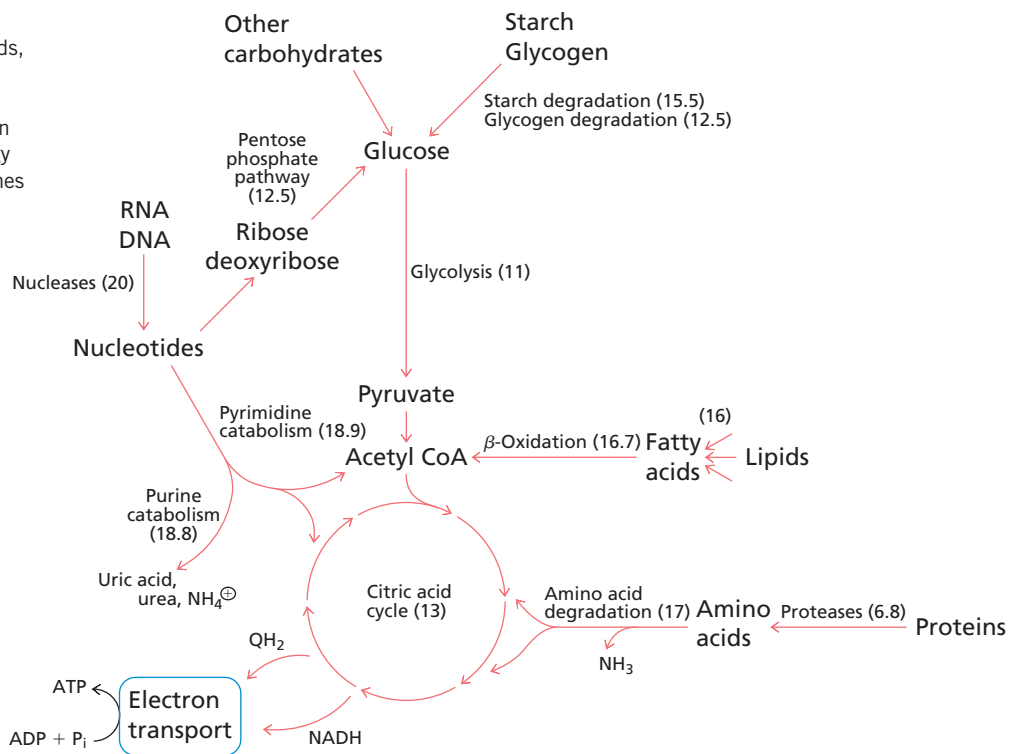 ds,
n
gy
nes
Other
carbohydrates
Starch
Glycogen
Starch degradation (15.5)
Glycogen degradation (12.5)
Pentose
phosphate
pathway
(12.5)
Glucose
RNA
DNA
Ribose
deoxyribose
Nucleases (20)
Glycolysis (11)
Nucleotides
Pyruvate
Pyrimidine
catabolism (18.9)
Acetyl CoA
β-Oxidation (16.7)
Fatty
acids
(16)
Lipids
Purine
catabolism
(18.8)
Uric acid,
urea, NH₄⊕
Citric acid
cycle (13)
Amino acid
degradation (17)
NH₃
Amino
acids
Proteases (6.8)
Proteins
QH₂
NADH
ATP
ADP + Pᵢ
Electron
transport